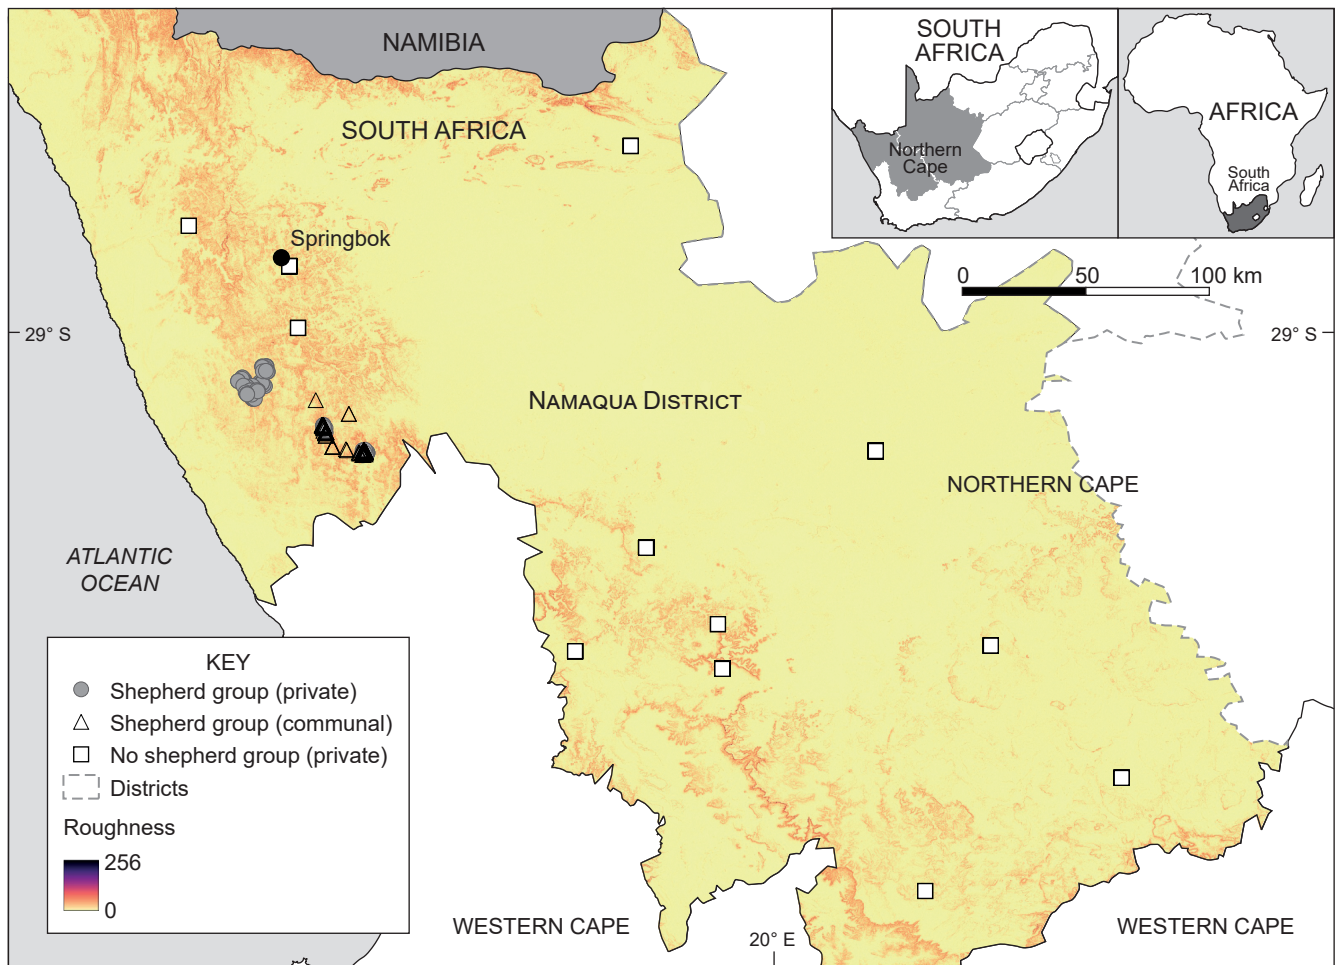 NAMIBIA
SOUTH AFRICA
SOUTH
AFRICA
Northern
Cape
AFRICA
South
Africa
Springbok
0 50 100 km
29° S
29° S
NAMAQUA DISTRICT
NORTHERN CAPE
ATLANTIC
OCEAN
KEY
Shepherd group (private)
Shepherd group (communal)
No shepherd group (private)
Districts
Roughness
256
0
WESTERN CAPE
20° E
WESTERN CAPE